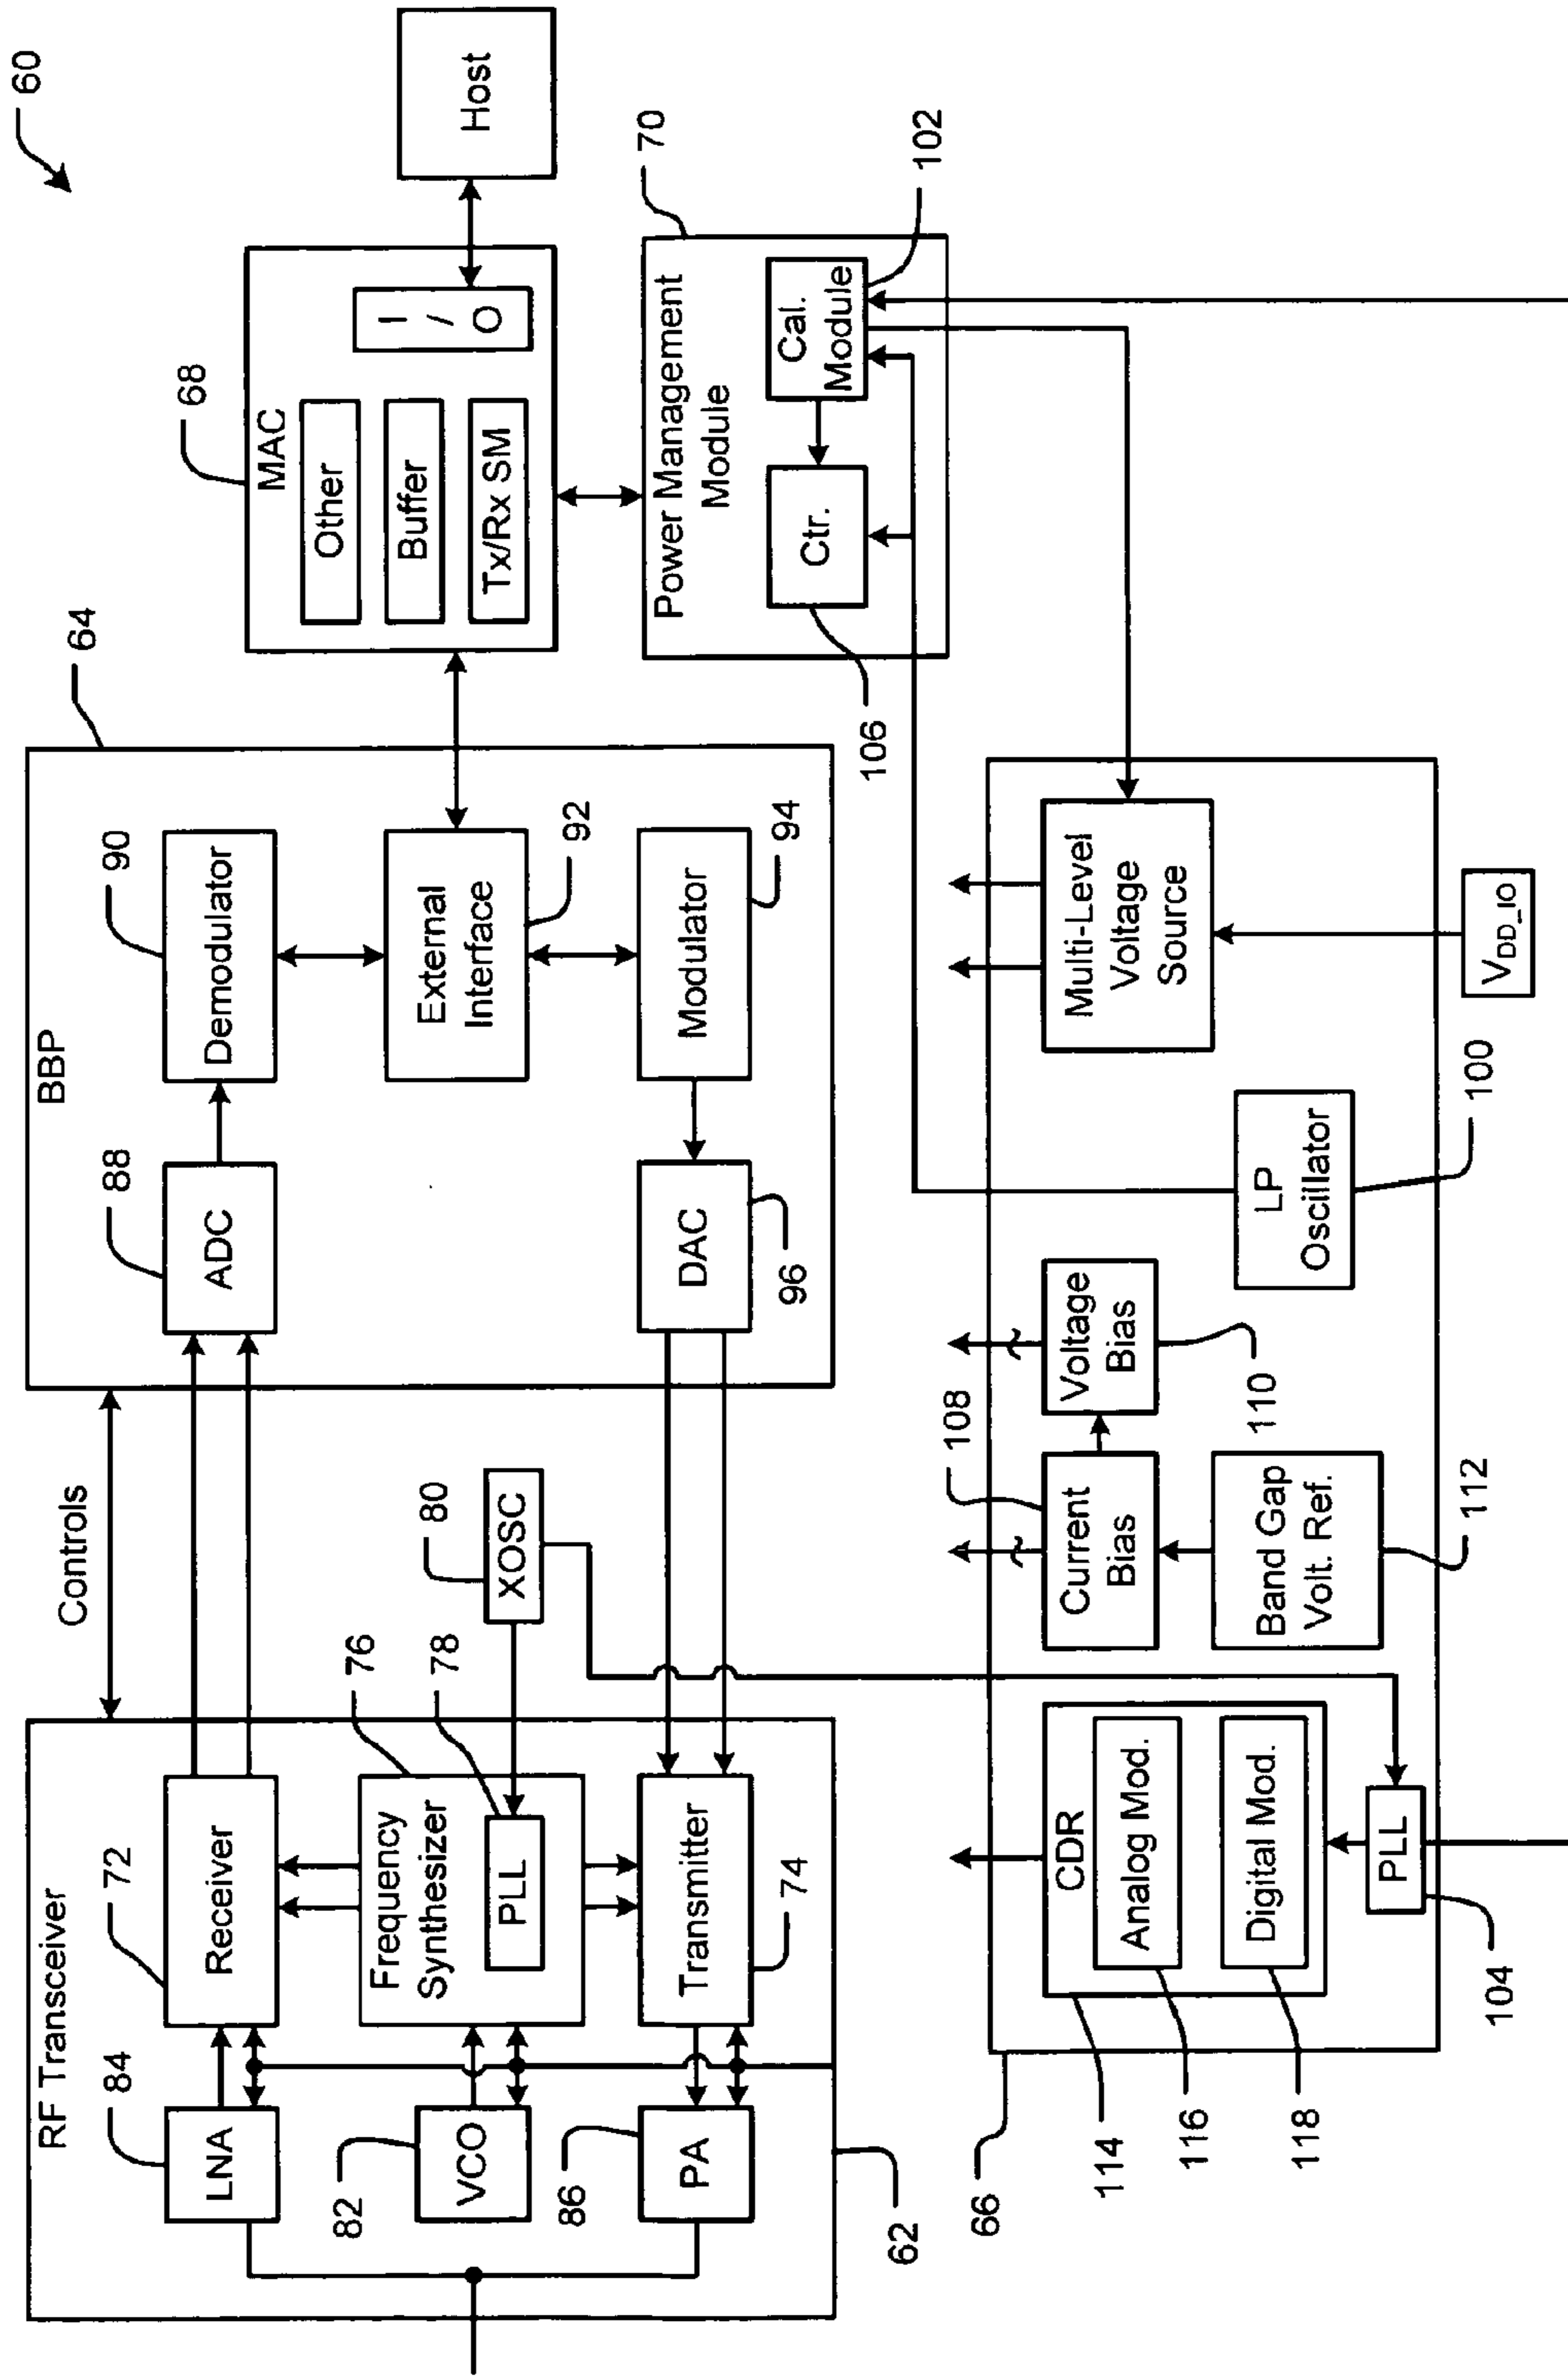 60
RF Transceiver
84
LNA
72
Receiver
82
VCO
76
Frequency
Synthesizer
78
PLL
86
PA
Transmitter
74
62
Controls
80
XOSC
BBP
64
88
ADC
90
Demodulator
External
Interface
92
DAC
96
Modulator
94
MAC
68
Other
Buffer
Tx/Rx SM
I
/
O
Host
Power Management
Module
70
Ctr.
106
Cal.
Module
102
66
CDR
114
Analog Mod.
116
Digital Mod.
118
PLL
104
108
Current
Bias
Voltage
Bias
110
Band Gap
Volt. Ref.
112
LP
Oscillator
100
Multi-Level
Voltage
Source
VDD_IO